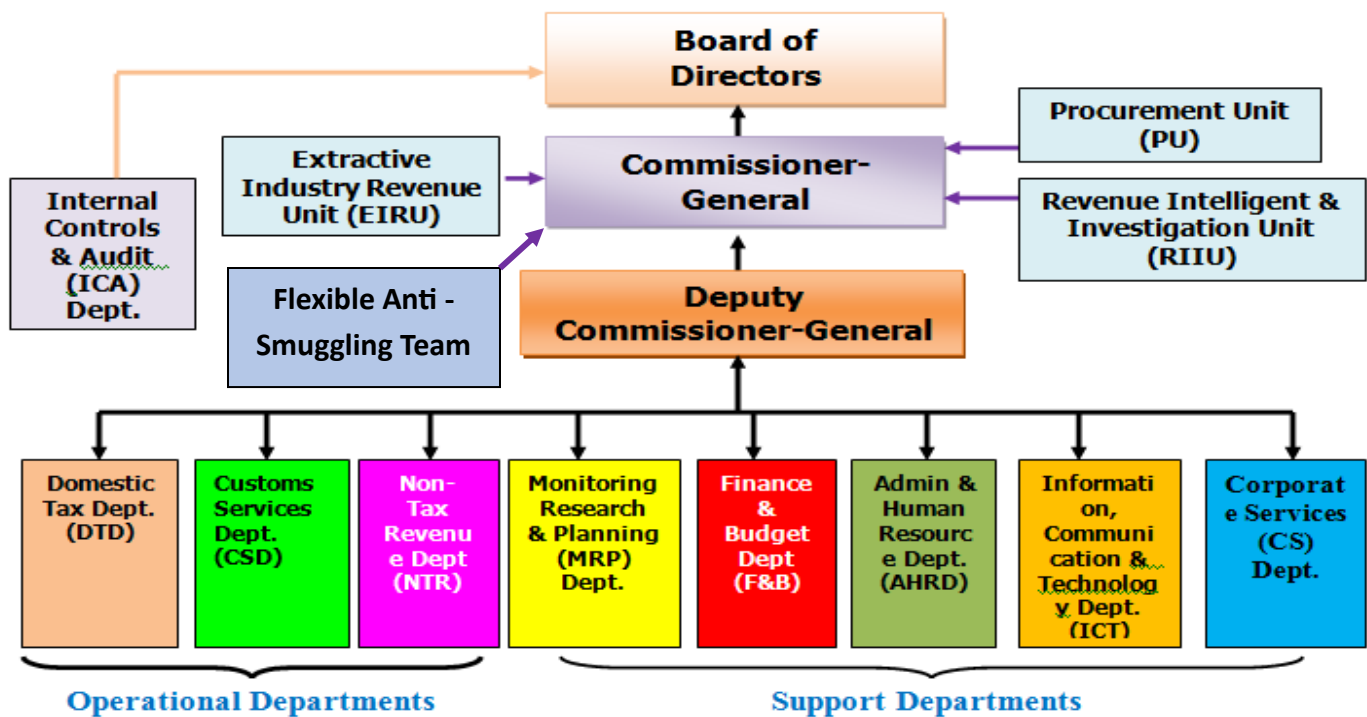 Board of
Directors
Procurement Unit
(PU)
Extractive
Industry Revenue
Unit (EIRU)
Commissioner-
General
Internal
Controls
& Audit
(ICA)
Dept.
Revenue Intelligent &
Investigation Unit
(RIIU)
Flexible Anti -
Smuggling Team
Deputy
Commissioner-General
Domestic
Tax Dept.
(DTD)
Customs
Services
Dept.
(CSD)
Non-
Tax
Revenu
e Dept
(NTR)
Monitoring
Research
& Planning
(MRP)
Dept.
Finance
&
Budget
Dept
(F&B)
Admin &
Human
Resourc
e Dept.
(AHRD)
Informati
on,
Communi
cation &
Technolog
y Dept.
(ICT)
Corporat
e Services
(CS)
Dept.
Operational Departments
Support Departments